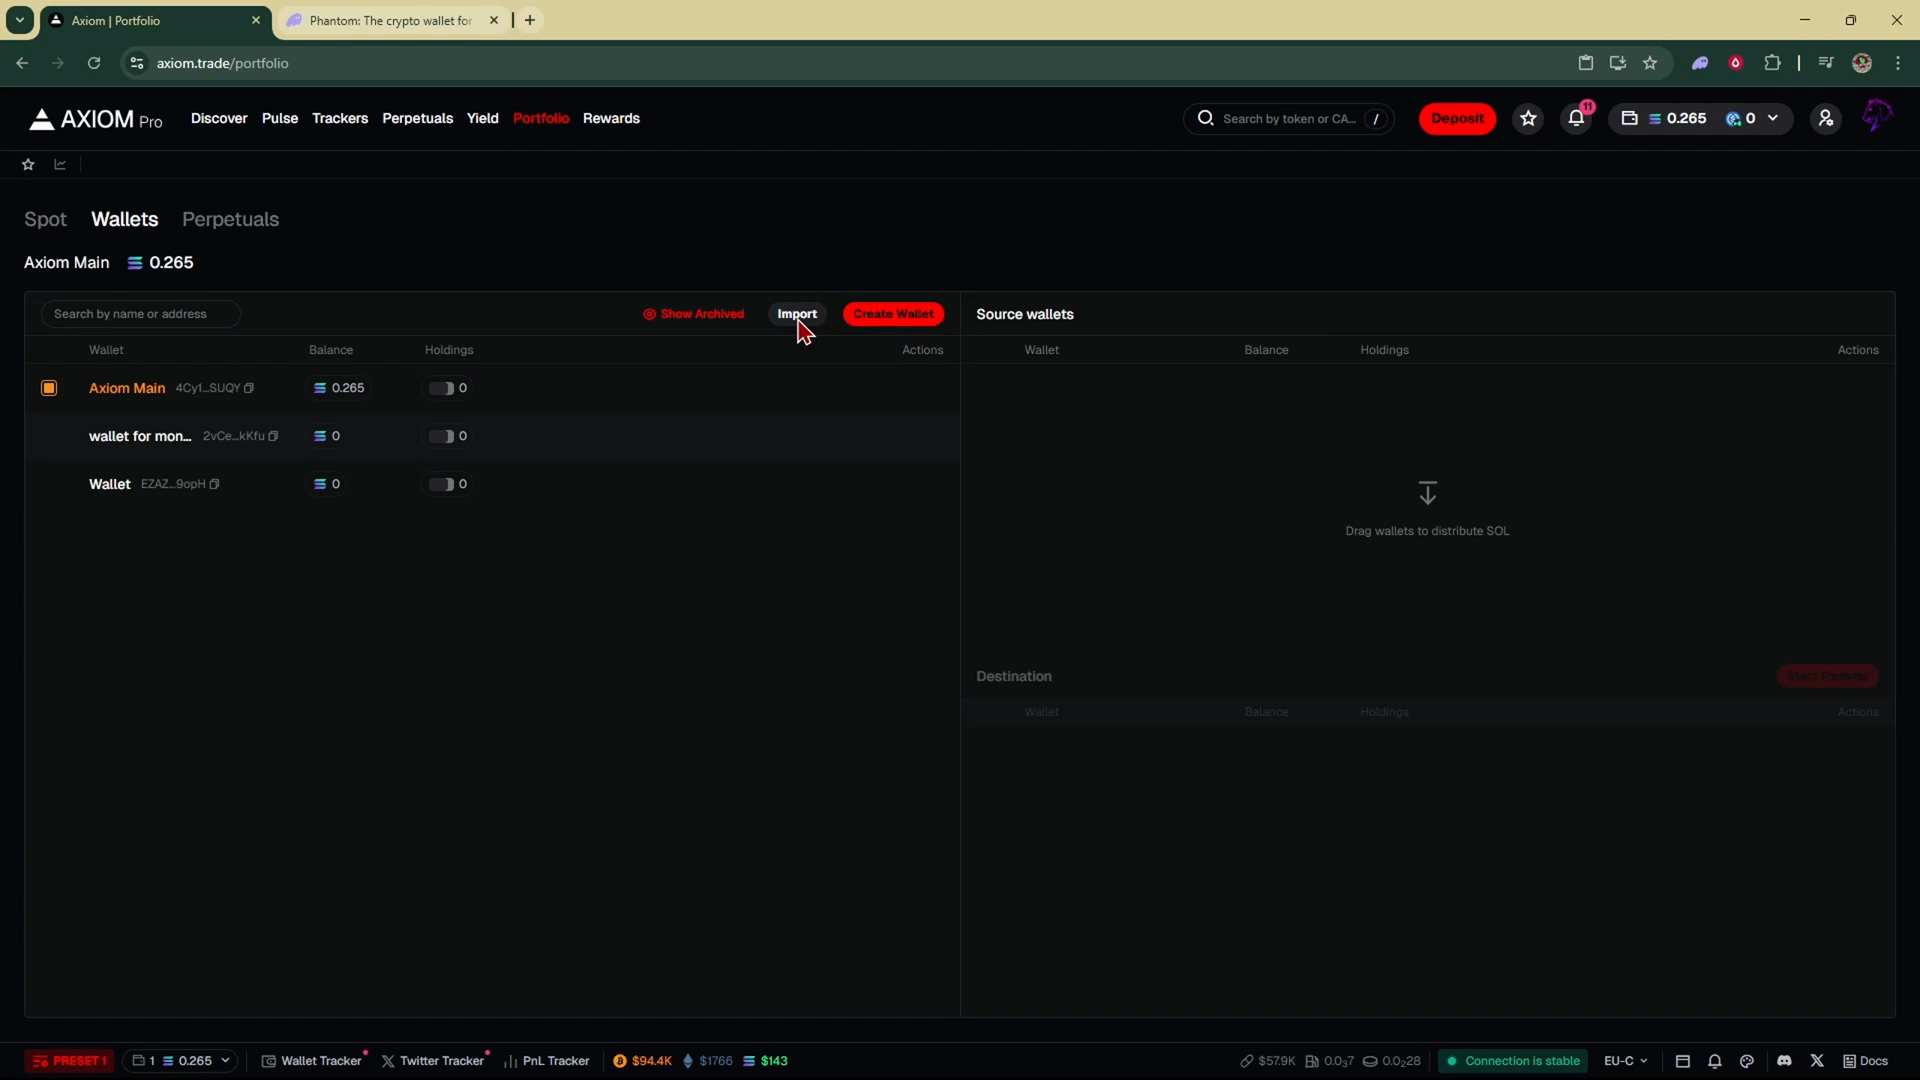 Axiom | Portfolio
Phantom: The crypto wallet for
axiom.trade/portfolio
AXIOM Pro
Discover Pulse Trackers Perpetuals Yield Portfolio Rewards
Search by token or CA... /
Deposit
11
0.265 0
Spot Wallets Perpetuals
Axiom Main 0.265
Search by name or address
Show Archived
Import
Create Wallet
Source wallets
Wallet Balance Holdings Actions
Wallet Balance Holdings Actions
Axiom Main 4Cy1...SUQY 0.265 0
wallet for mon... 2vCe...kKfu 0 0
Wallet EZAZ...9opH 0 0
Drag wallets to distribute SOL
Destination
Start Transfer
Wallet Balance Holdings Actions
PRESET 1
1 0.265
Wallet Tracker
Twitter Tracker
PnL Tracker
$94.4K $1766 $143
$57.9K 0.0₃7 0.0₂28
Connection is stable
EU-C
Docs